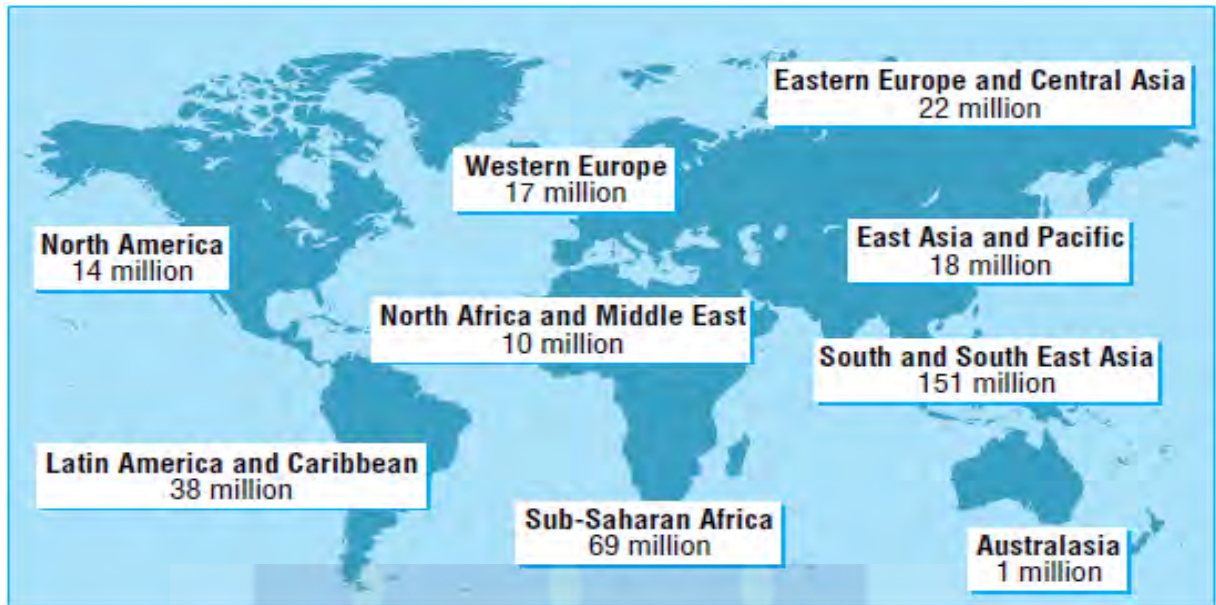 Eastern Europe and Central Asia
22 million
Western Europe
17 million
North America
14 million
East Asia and Pacific
18 million
North Africa and Middle East
10 million
South and South East Asia
151 million
Latin America and Caribbean
38 million
Sub-Saharan Africa
69 million
Australasia
1 million